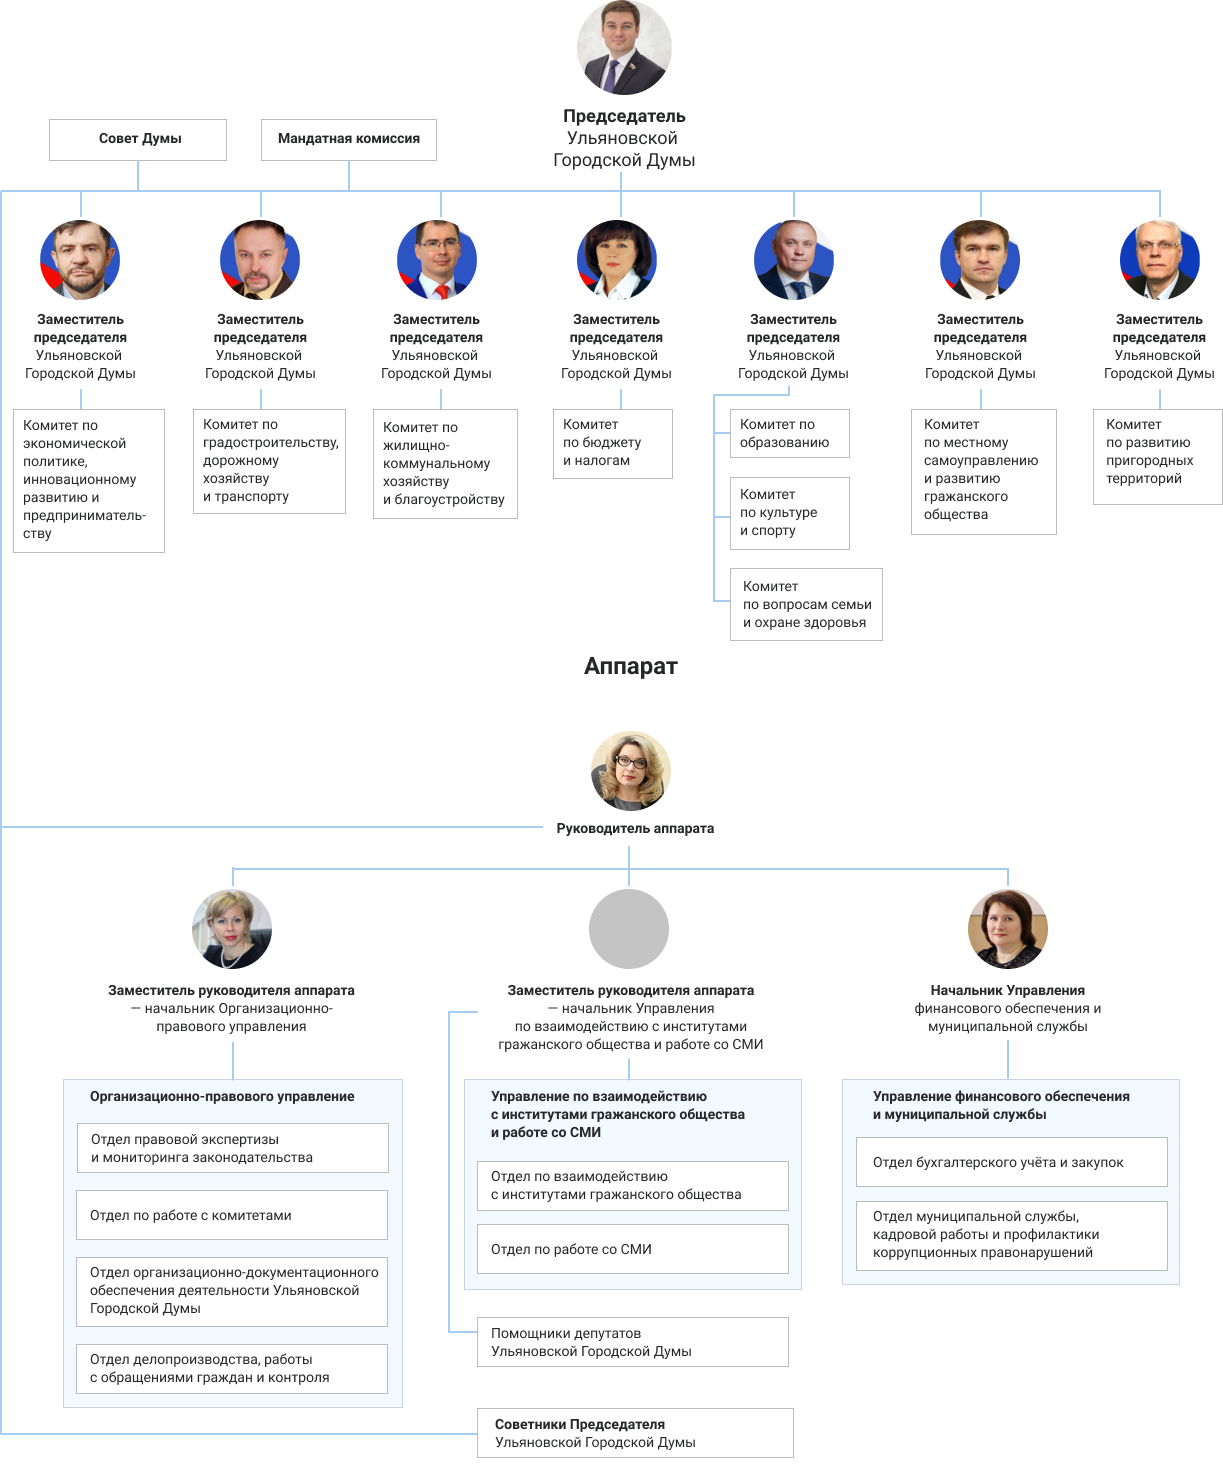 Председатель
Ульяновской
Городской Думы
Совет Думы
Мандатная комиссия
Заместитель
председателя
Ульяновской
Городской Думы
Заместитель
председателя
Ульяновской
Городской Думы
Заместитель
председателя
Ульяновской
Городской Думы
Заместитель
председателя
Ульяновской
Городской Думы
Заместитель
председателя
Ульяновской
Городской Думы
Заместитель
председателя
Ульяновской
Городской Думы
Заместитель
председателя
Ульяновской
Городской Думы
Комитет по
экономической
политике,
инновационному
развитию и
предприниматель-
ству
Комитет по
градостроительству,
дорожному
хозяйству
и транспорту
Комитет по
жилищно-
коммунальному
хозяйству
и благоустройству
Комитет
по бюджету
и налогам
Комитет по
образованию
Комитет
по культуре
и спорту
Комитет
по вопросам семьи
и охране здоровья
Комитет
по местному
самоуправлению
и развитию
гражанского
общества
Комитет
по развитию
пригородных
территорий
Аппарат
Руководитель аппарата
Заместитель руководителя аппарата
— начальник Организационно-
правового управления
Заместитель руководителя аппарата
— начальник Управления
по взаимодействию с институтами
гражанского общества и работе со СМИ
Начальник Управления
финансового обеспечения и
муниципальной службы
Организационно-правового управление
Отдел правовой экспертизы
и мониторинга законодательства
Отдел по работе с комитетами
Отдел организационно-документационного
обеспечения деятельности Ульяновской
Городской Думы
Отдел делопроизводства, работы
с обращениями граждан и контроля
Управление по взаимодействию
с институтами гражанского общества
и работе со СМИ
Отдел по взаимодействию
с институтами гражанского общества
Отдел по работе со СМИ
Помощники депутатов
Ульяновской Городской Думы
Советники Председателя
Ульяновской Городской Думы
Управление финансового обеспечения
и муниципальной службы
Отдел бухгалтерского учёта и закупок
Отдел муниципальной службы,
кадровой работы и профилактики
коррупционных правонарушений